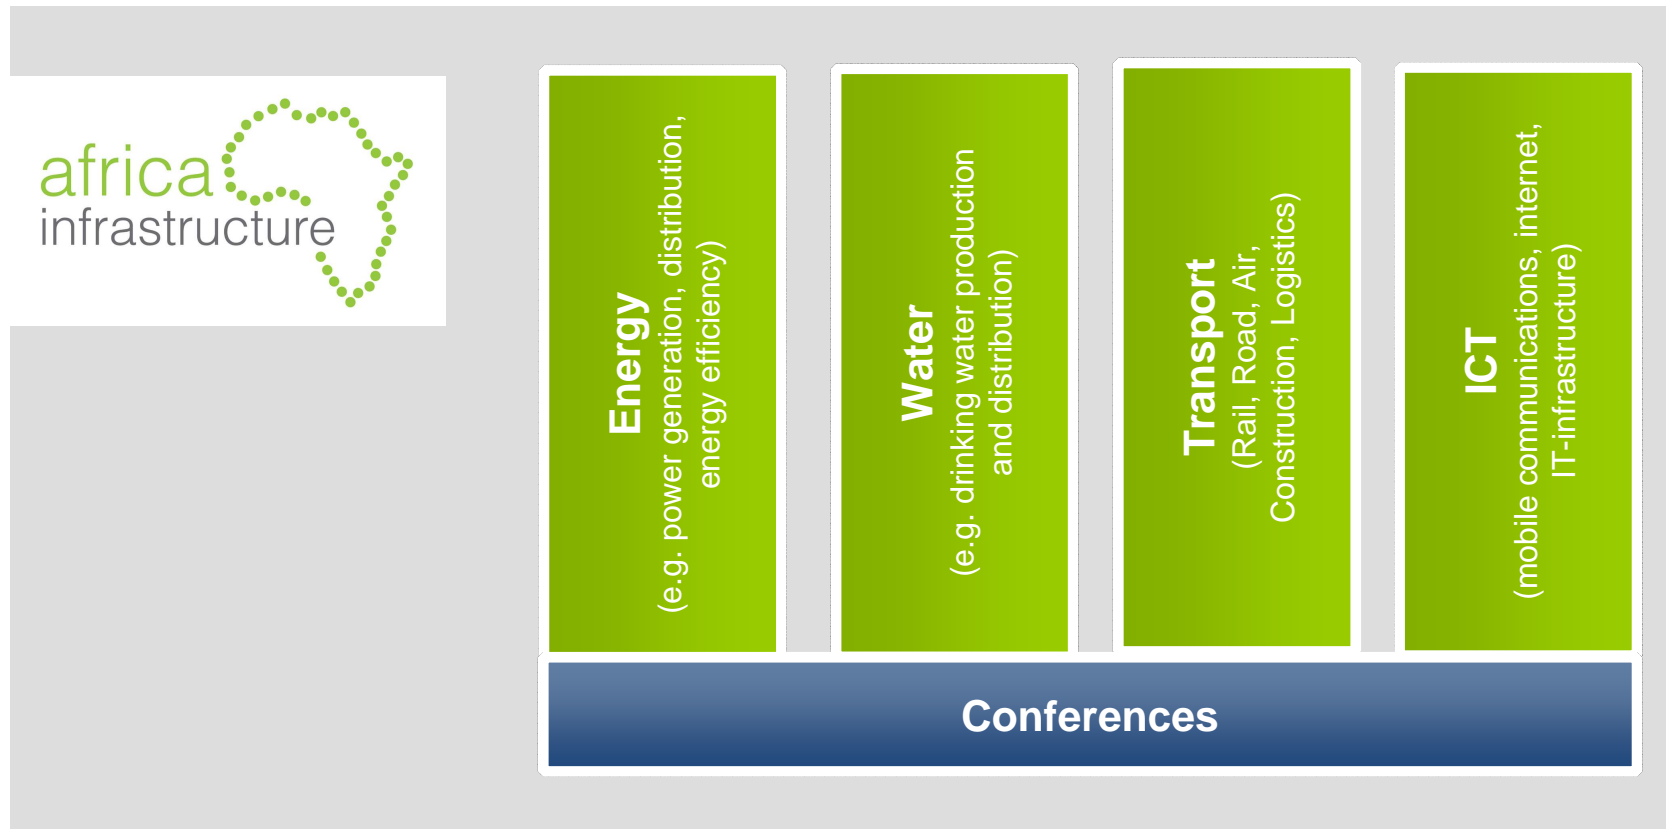 africa
infrastructure
Energy
(e.g. power generation, distribution,
energy efficiency)
Water
(e.g. drinking water production
and distribution)
Transport
(Rail, Road, Air,
Construction, Logistics)
ICT
(mobile communications, internet,
IT-infrastructure)
Conferences